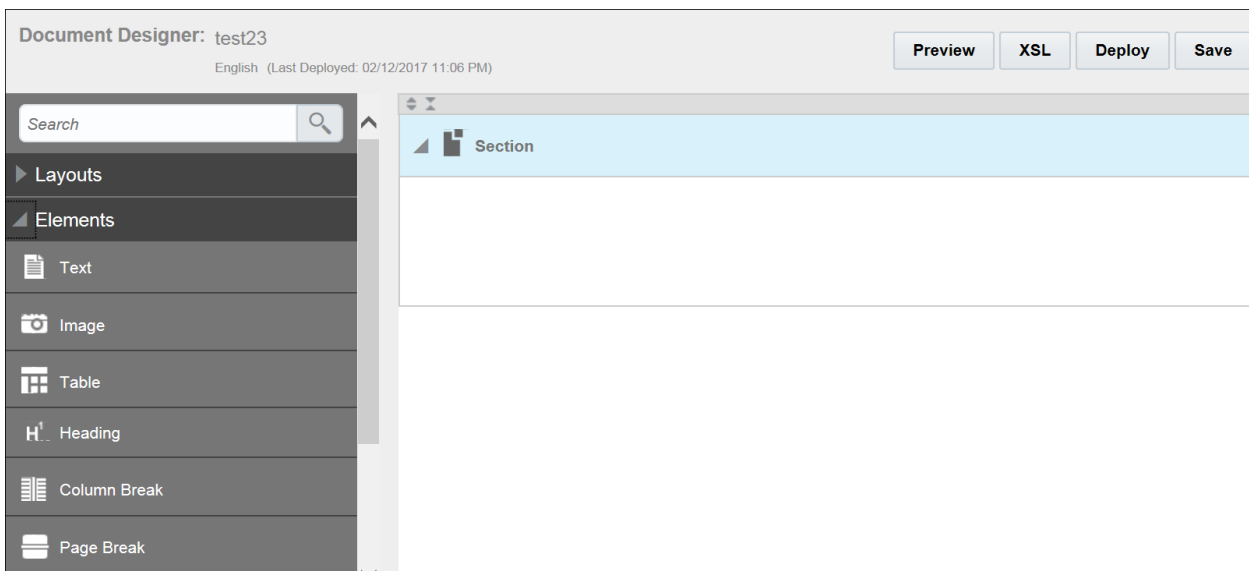 Document Designer: test23
English (Last Deployed: 02/12/2017 11:06 PM)
Preview
XSL
Deploy
Save
Search
Layouts
Elements
Text
Image
Table
H1 Heading
Column Break
Page Break
Section